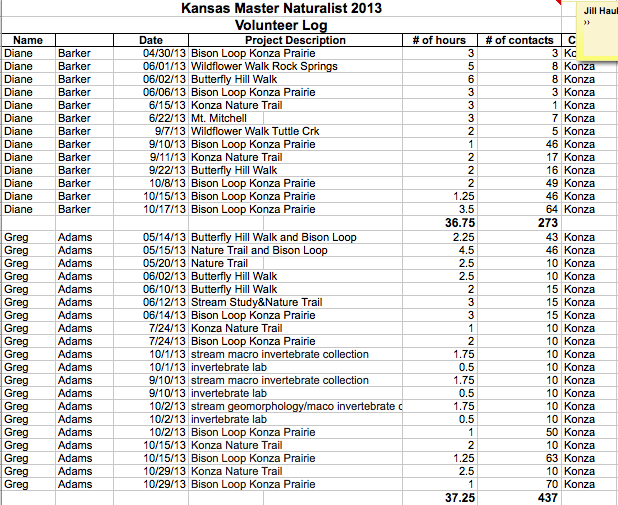 Kansas Master Naturalist 2013
Jill Haul
Volunteer Log
Name Date Project Description # of hours # of contacts C
Diane Barker 04/30/13 Bison Loop Konza Prairie 3 3 Ko
Diane Barker 06/01/13 Wildflower Walk Rock Springs 5 8 Konza
Diane Barker 06/02/13 Butterfly Hill Walk 6 8 Konza
Diane Barker 06/06/13 Bison Loop Konza Prairie 3 3 Konza
Diane Barker 6/15/13 Konza Nature Trail 3 1 Konza
Diane Barker 6/22/13 Mt. Mitchell 3 7 Konza
Diane Barker 9/7/13 Wildflower Walk Tuttle Crk 2 5 Konza
Diane Barker 9/10/13 Bison Loop Konza Prairie 1 46 Konza
Diane Barker 9/11/13 Konza Nature Trail 2 17 Konza
Diane Barker 9/22/13 Butterfly Hill Walk 2 16 Konza
Diane Barker 10/8/13 Bison Loop Konza Prairie 2 49 Konza
Diane Barker 10/15/13 Bison Loop Konza Prairie 1.25 46 Konza
Diane Barker 10/17/13 Bison Loop Konza Prairie 3.5 64 Konza
36.75 273
Greg Adams 05/14/13 Butterfly Hill Walk and Bison Loop 2.25 43 Konza
Greg Adams 05/15/13 Nature Trail and Bison Loop 4.5 46 Konza
Greg Adams 05/20/13 Nature Trail 2.5 10 Konza
Greg Adams 06/02/13 Butterfly Hill Walk 2.5 10 Konza
Greg Adams 06/10/13 Butterfly Hill Walk 2 15 Konza
Greg Adams 06/12/13 Stream Study&Nature Trail 3 15 Konza
Greg Adams 06/14/13 Bison Loop Konza Prairie 3 15 Konza
Greg Adams 7/24/13 Konza Nature Trail 1 10 Konza
Greg Adams 7/24/13 Bison Loop Konza Prairie 2 10 Konza
Greg Adams 10/1/13 stream macro invertebrate collection 1.75 10 Konza
Greg Adams 10/1/13 invertebrate lab 0.5 10 Konza
Greg Adams 9/10/13 stream macro invertebrate collection 1.75 10 Konza
Greg Adams 9/10/13 invertebrate lab 0.5 10 Konza
Greg Adams 10/2/13 stream geomorphology/maco invertebrate c 1.75 10 Konza
Greg Adams 10/2/13 invertebrate lab 0.5 10 Konza
Greg Adams 10/2/13 Bison Loop Konza Prairie 1 50 Konza
Greg Adams 10/15/13 Konza Nature Trail 2 10 Konza
Greg Adams 10/15/13 Bison Loop Konza Prairie 1.25 63 Konza
Greg Adams 10/29/13 Konza Nature Trail 2.5 10 Konza
Greg Adams 10/29/13 Bison Loop Konza Prairie 1 70 Konza
37.25 437